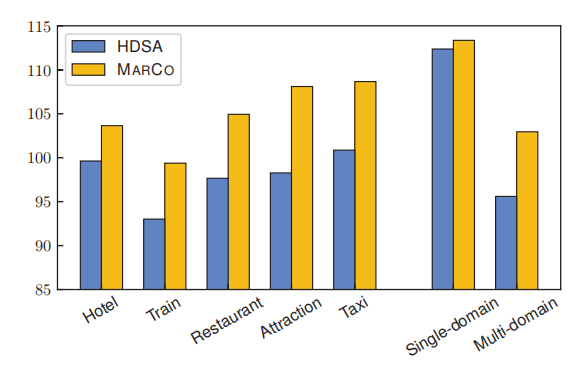 115
110
105
100
95
90
85
HDSA
MARCO
Hotel
Train
Restaurant
Attraction
Taxi
Single-domain
Multi-domain